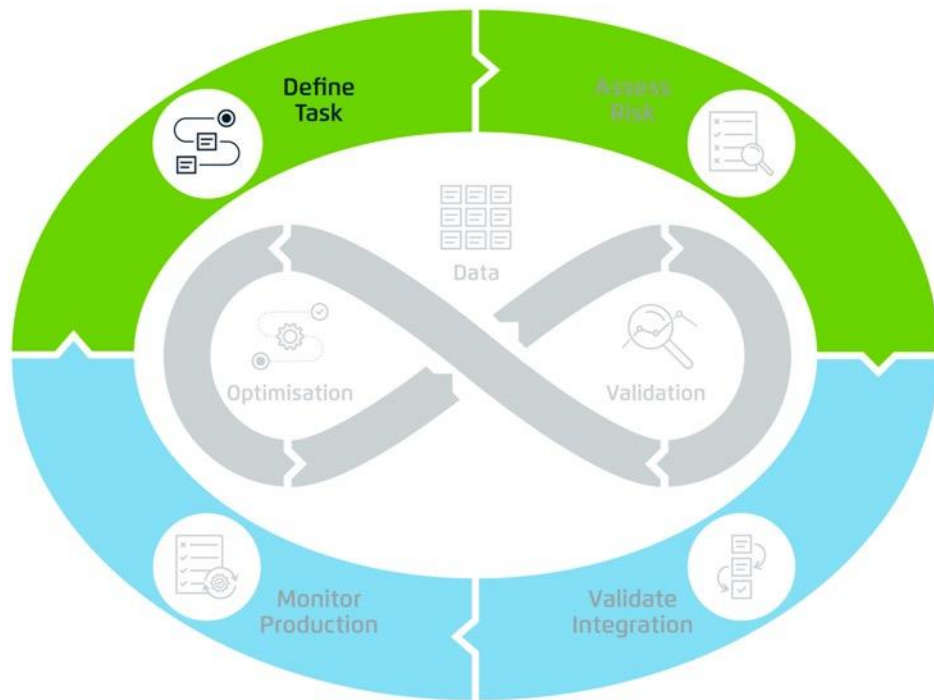 Define
Task
Assess
Risk
Data
Optimisation
Validation
Monitor
Production
Validate
Integration